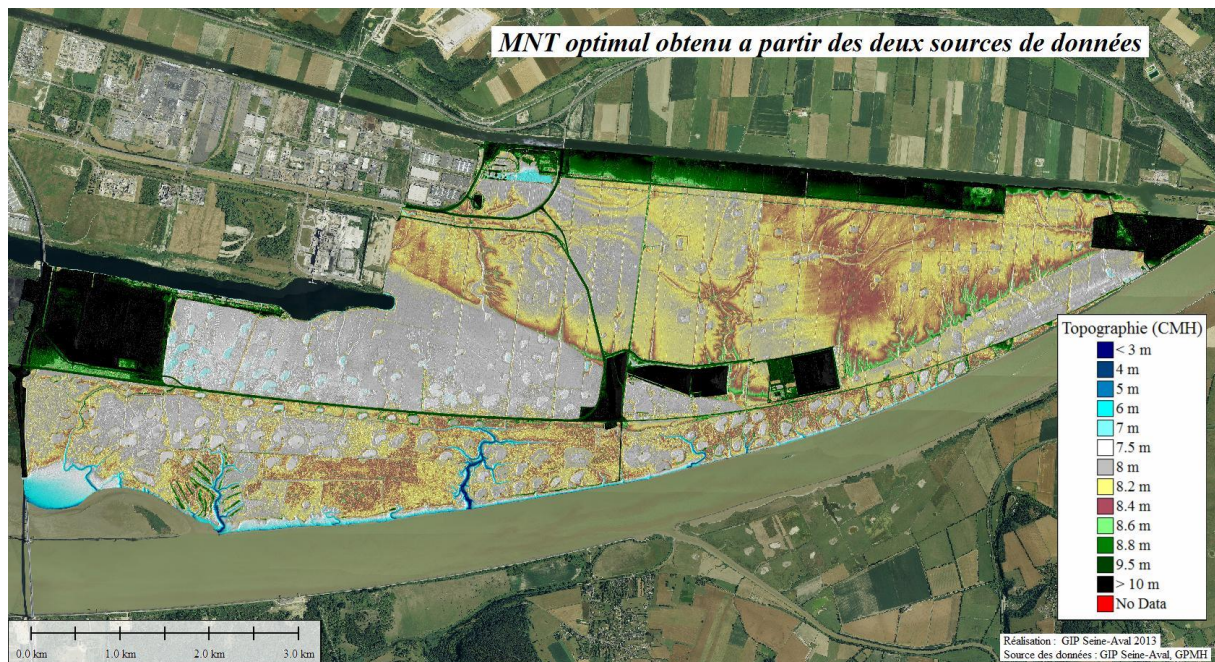 MNT optimal obtenu a partir des deux sources de données
Topographie (CMH)
< 3 m
4 m
5 m
6 m
7 m
7.5 m
8 m
8.2 m
8.4 m
8.6 m
8.8 m
9.5 m
> 10 m
No Data
0.0 km 1.0 km 2.0 km 3.0 km
Réalisation : GIP Seine-Aval 2013
Source des données : GIP Seine-Aval, GPMH